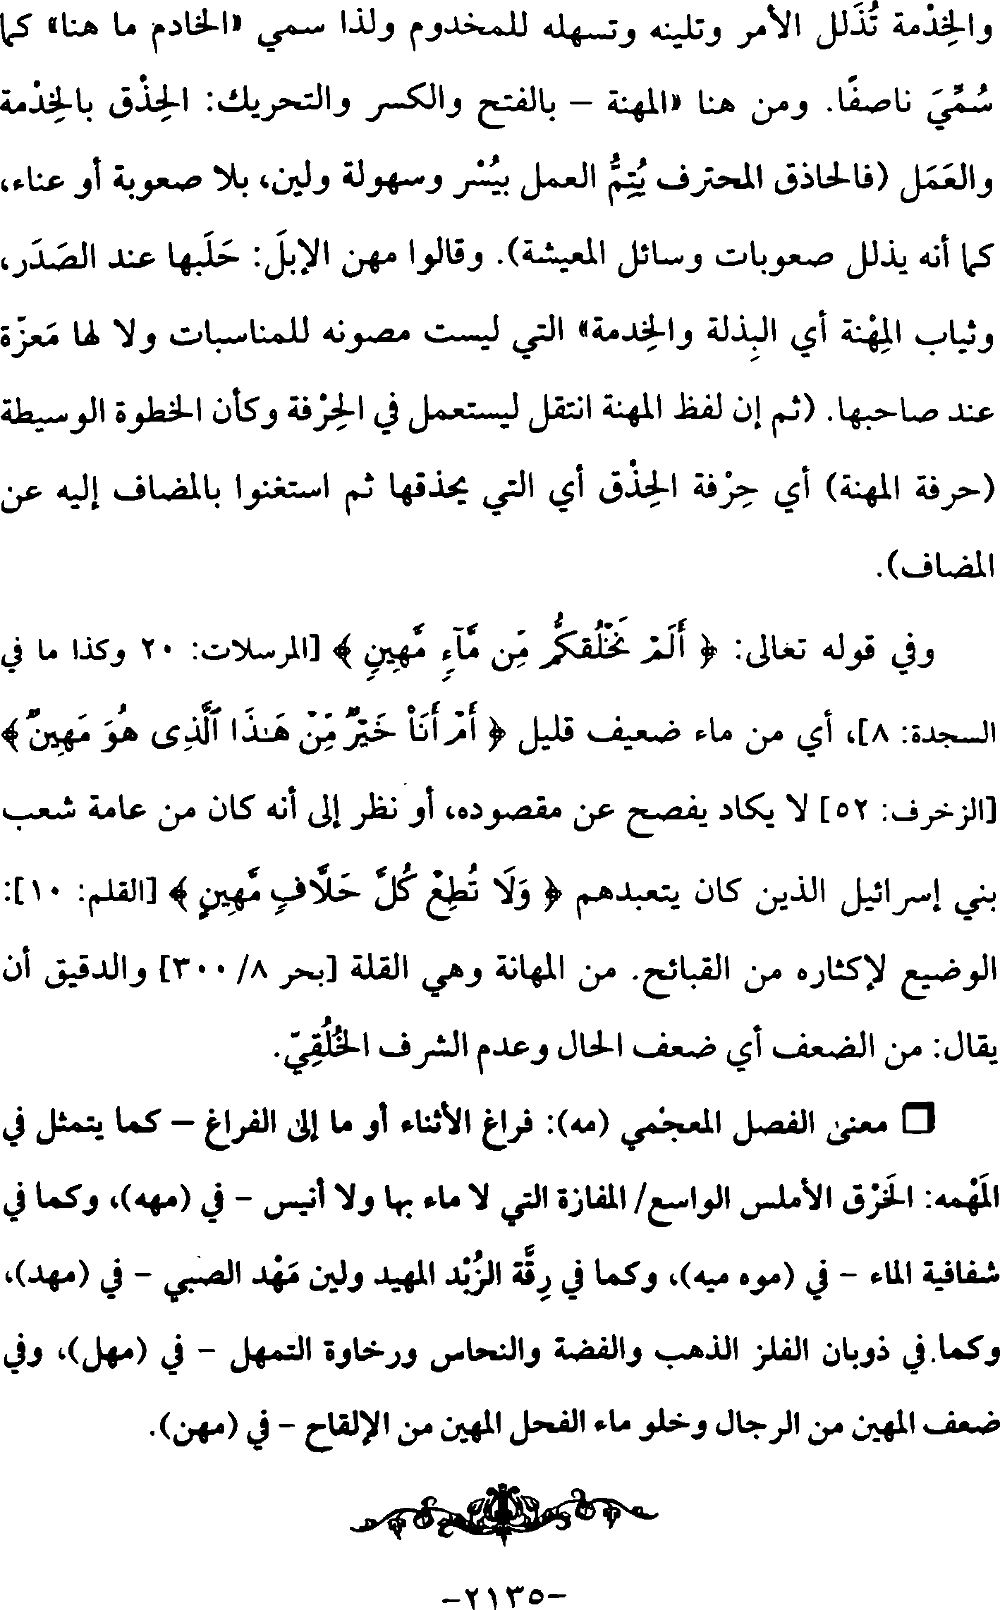 والخِدْمة تُذَلل الأمر وتلينه وتسهله للمخدوم ولذا سمي «الخادم ما هنا» كما
سُمِّيَ ناصفًا. ومن هنا «المهنة – بالفتح والكسر والتحريك: الحِذْق بالخِدْمة
والعَمَل (فالحاذق المحترف يُتِمُّ العمل بيُسْر وسهولة ولين، بلا صعوبة أو عناء،
كما أنه يذلل صعوبات وسائل المعيشة). وقالوا مهن الإبلَ: حَلَبها عند الصَدَر،
وثياب المِهْنة أي البِذلة والخِدمة» التي ليست مصونه للمناسبات ولا لها مَعزّة
عند صاحبها. (ثم إن لفظ المهنة انتقل ليستعمل في الحِرْفة وكأن الخطوة الوسيطة
(حرفة المهنة) أي حِرْفة الحِذْق أي التي يحذقها ثم استغنوا بالمضاف إليه عن
المضاف).
وفي قوله تعالى: ﴿ أَلَمْ نَخْلُقكُّم مِّن مَّآءٍ مَّهِينٍ ﴾ [المرسلات: ٢٠ وكذا ما في
السجدة: ٨]، أي من ماء ضعيف قليل ﴿ أَمْ أَنَا۠ خَيْرٌ مِّنْ هَـٰذَا ٱلَّذِى هُوَ مَهِينٌ ﴾
[الزخرف: ٥٢] لا يكاد يفصح عن مقصوده، أو نظر إلى أنه كان من عامة شعب
بني إسرائيل الذين كان يتعبدهم ﴿ وَلَا تُطِعْ كُلَّ حَلَّافٍ مَّهِينٍ ﴾ [القلم: ١٠]:
الوضيع لإكثاره من القبائح. من المهانة وهي القلة [بحر ٨/ ٣٠٠] والدقيق أن
يقال: من الضعف أي ضعف الحال وعدم الشرف الخُلُقِيّ.
❒ معنى الفصل المعجمي (مه): فراغ الأثناء أو ما إلى الفراغ – كما يتمثل في
المَهْمه: الخَرْق الأملس الواسع/ المفازة التي لا ماء بها ولا أنيس – في (مهه)، وكما في
شفافية الماء – في (موه ميه)، وكما في رِقَّة الزُبْد المهيد ولين مَهْد الصبي – في (مهد)،
وكما في ذوبان الفلز الذهب والفضة والنحاس ورخاوة التمهل – في (مهل)، وفي
ضعف المهين من الرجال وخلو ماء الفحل المهين من الإلقاح – في (مهن).
-٢١٣٥-